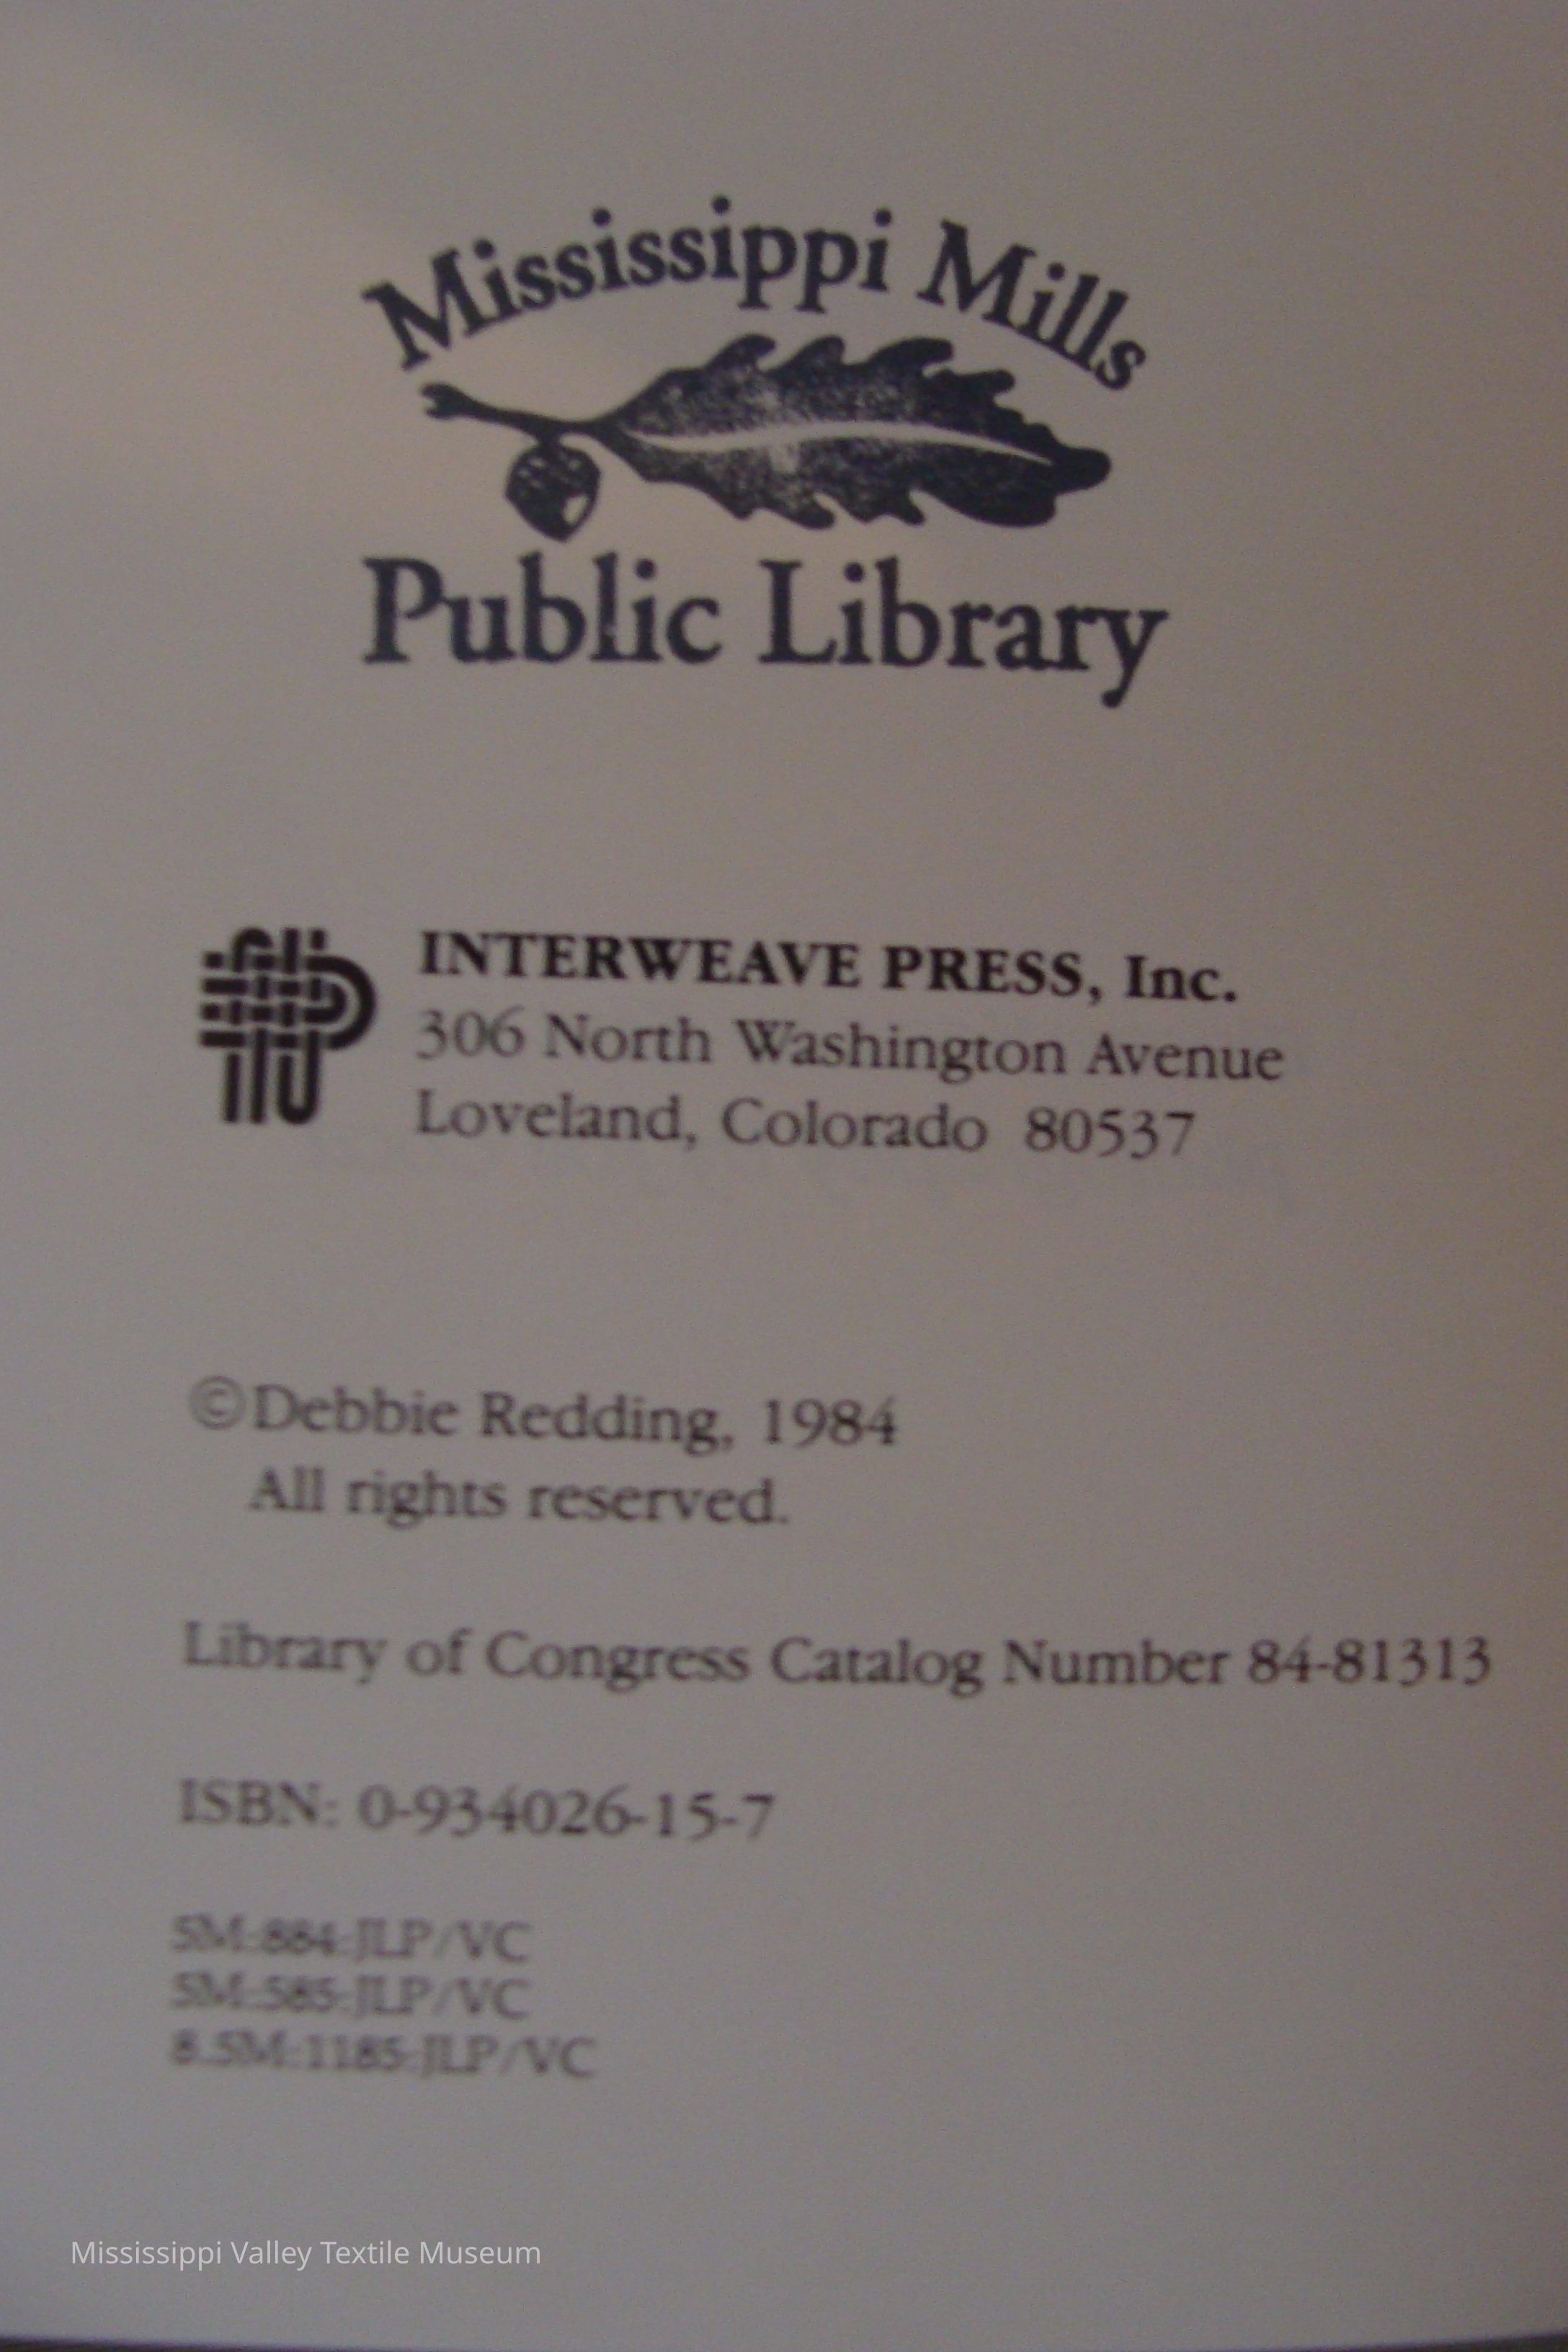 Mississippi Mills
Public Library
INTERWEAVE PRESS, Inc.
306 North Washington Avenue
Loveland, Colorado 80537
©Debbie Redding, 1984
All rights reserved.
Library of Congress Catalog Number 84-81313
ISBN: 0-934026-15-7
5M:884:JLP/VC
5M:585:JLP/VC
8.5M:1185:JLP/VC
Mississippi Valley Textile Museum